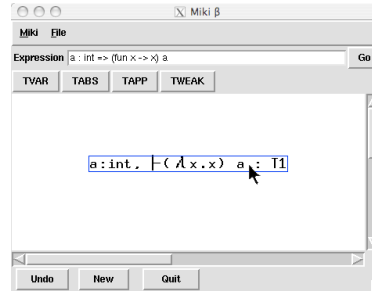 Miki β
Miki File
Expression a : int => (fun x -> x) a Go
TVAR TABS TAPP TWEAK
a:int, ⊢(λx.x) a : T1
Undo New Quit